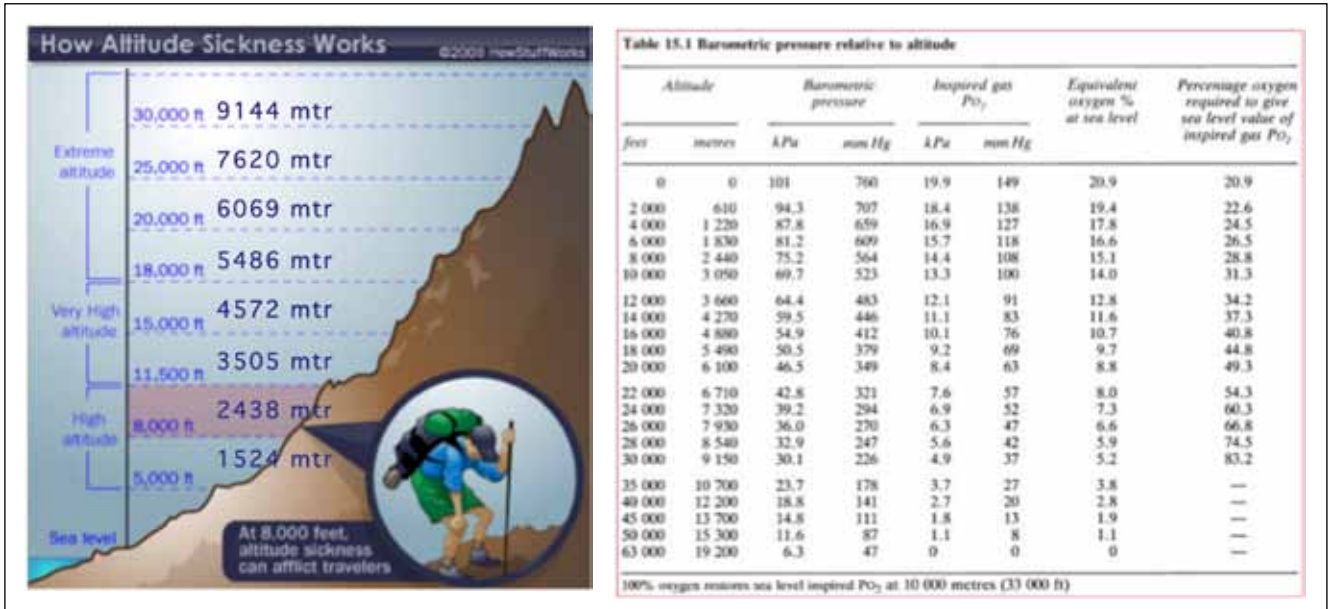 How Altitude Sickness Works
©2008 HowStuffWorks
30,000 ft 9144 mtr
Extreme
altitude
25,000 ft 7620 mtr
20,000 ft 6069 mtr
18,000 ft 5486 mtr
Very High
altitude
15,000 ft 4572 mtr
11,500 ft 3505 mtr
High
altitude
8,000 ft 2438 mtr
5,000 ft 1524 mtr
Sea level
At 8,000 feet,
altitude sickness
can afflict travelers
Table 15.1 Barometric pressure relative to altitude
Altitude Barometric pressure Inspired gas PO₂ Equivalent oxygen % at sea level Percentage oxygen required to give sea level value of inspired gas PO₂
feet metres kPa mm Hg kPa mm Hg
0 0 101 760 19.9 149 20.9 20.9
2 000 610 94.3 707 18.4 138 19.4 22.6
4 000 1 220 87.8 659 16.9 127 17.8 24.5
6 000 1 830 81.2 609 15.7 118 16.6 26.5
8 000 2 440 75.2 564 14.4 108 15.1 28.8
10 000 3 050 69.7 523 13.3 100 14.0 31.3
12 000 3 660 64.4 483 12.1 91 12.8 34.2
14 000 4 270 59.5 446 11.1 83 11.6 37.3
16 000 4 880 54.9 412 10.1 76 10.7 40.8
18 000 5 490 50.5 379 9.2 69 9.7 44.8
20 000 6 100 46.5 349 8.4 63 8.8 49.3
22 000 6 710 42.8 321 7.6 57 8.0 54.3
24 000 7 320 39.2 294 6.9 52 7.3 60.3
26 000 7 930 36.0 270 6.3 47 6.6 66.8
28 000 8 540 32.9 247 5.6 42 5.9 74.5
30 000 9 150 30.1 226 4.9 37 5.2 83.2
35 000 10 700 23.7 178 3.7 27 3.8 —
40 000 12 200 18.8 141 2.7 20 2.8 —
45 000 13 700 14.8 111 1.8 13 1.9 —
50 000 15 300 11.6 87 1.1 8 1.1 —
63 000 19 200 6.3 47 0 0 0 —
100% oxygen restores sea level inspired PO₂ at 10 000 metres (33 000 ft)